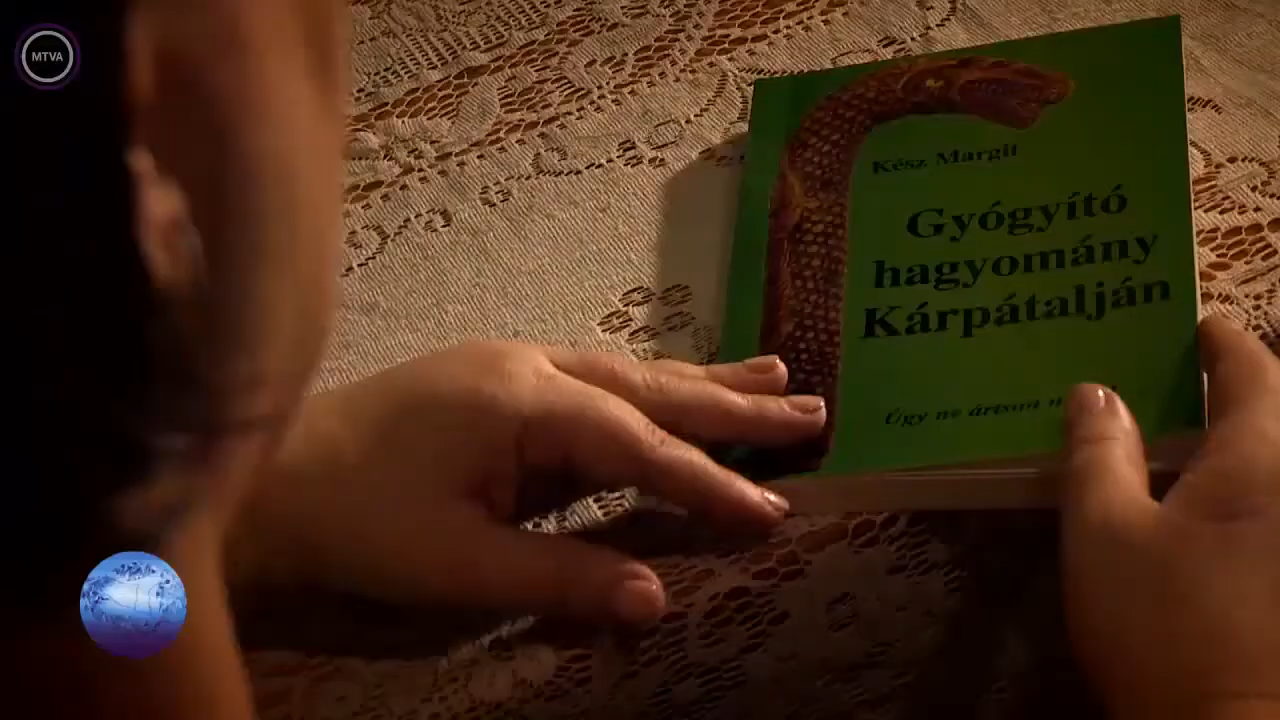 MTVA
Kész Margit
Gyógyító
hagyomány
Kárpátalján
Úgy ne ártson